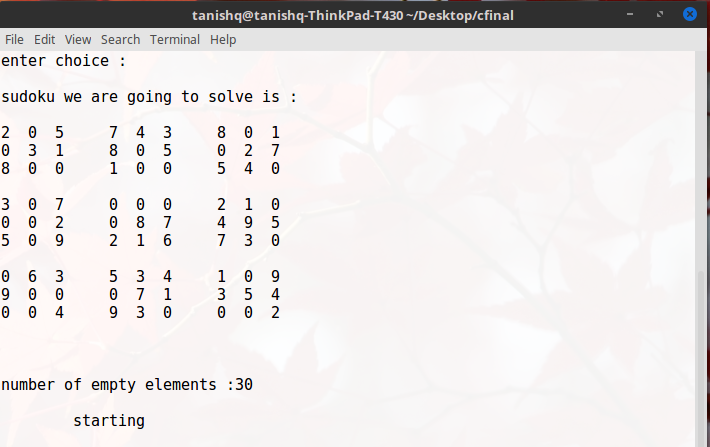 tanishq@tanishq-ThinkPad-T430 ~/Desktop/cfinal
File Edit View Search Terminal Help
enter choice :
sudoku we are going to solve is :
2 0 5 7 4 3 8 0 1
0 3 1 8 0 5 0 2 7
8 0 0 1 0 0 5 4 0
3 0 7 0 0 0 2 1 0
0 0 2 0 8 7 4 9 5
5 0 9 2 1 6 7 3 0
0 6 3 5 3 4 1 0 9
9 0 0 0 7 1 3 5 4
0 0 4 9 3 0 0 0 2
number of empty elements :30
starting